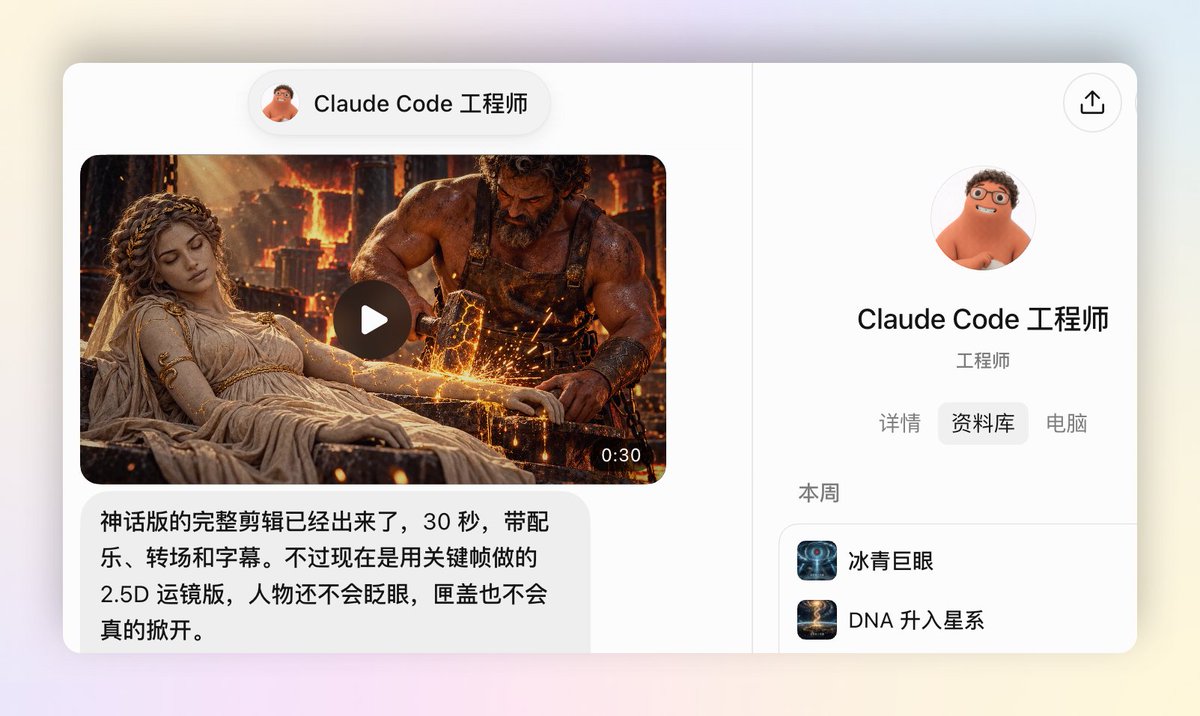 Claude Code 工程师
0:30
神话版的完整剪辑已经出来了，30 秒，带配
乐、转场和字幕。不过现在是用关键帧做的
2.5D 运镜版，人物还不会眨眼，匣盖也不会
真的掀开。
Claude Code 工程师
工程师
详情 资料库 电脑
本周
冰青巨眼
DNA 升入星系